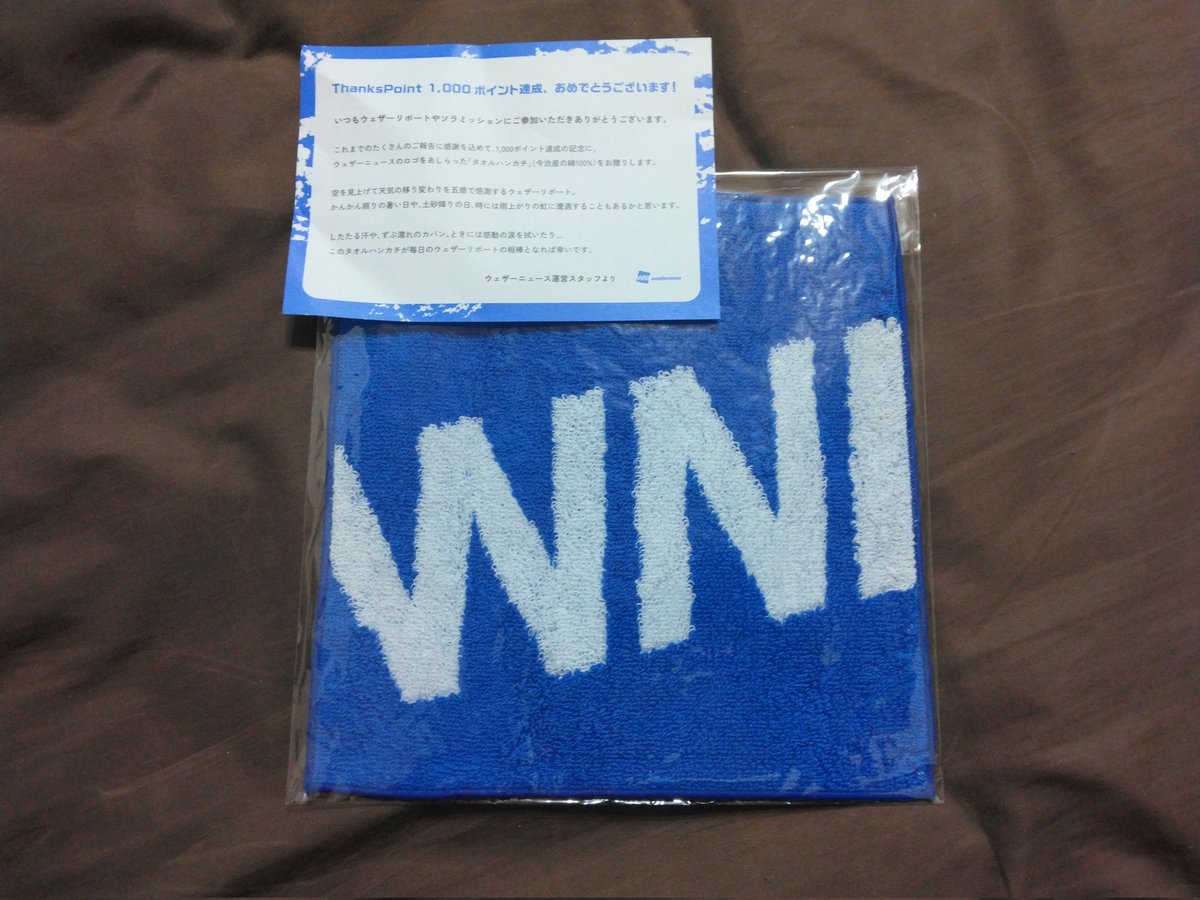 ThanksPoint 1,000 ポイント達成、おめでとうございます！
いつもウェザーリポートやソラミッションにご参加いただきありがとうございます。
これまでのたくさんのご報告に感謝を込めて、1,000ポイント達成の記念に、
ウェザーニュースのロゴをあしらった「タオルハンカチ」（今治産の綿100%）をお贈りします。
空を見上げて天気の移り変わりを五感で感測するウェザーリポート。
かんかん照りの暑い日や、土砂降りの日、時には雨上がりの虹に遭遇することもあるかと思います。
したたる汗や、ずぶ濡れのカバン、ときには感動の涙を拭いたり…
このタオルハンカチが毎日のウェザーリポートの相棒となれば幸いです。
ウェザーニュース運営スタッフより
WNI weathernews
WNI